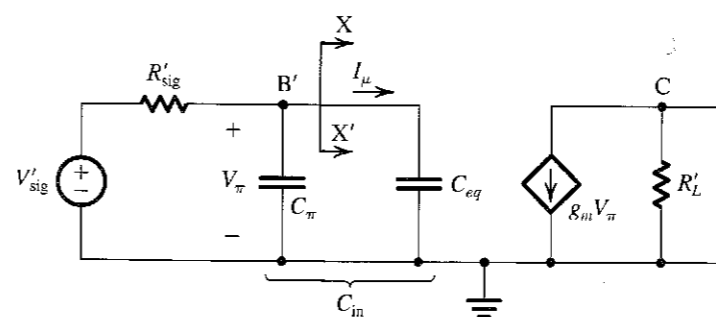 X
R′sig
B′
Iμ
C
+
X′
V′sig
+
−
Vπ
Cπ
Ceq
gmVπ
R′L
−
Cin